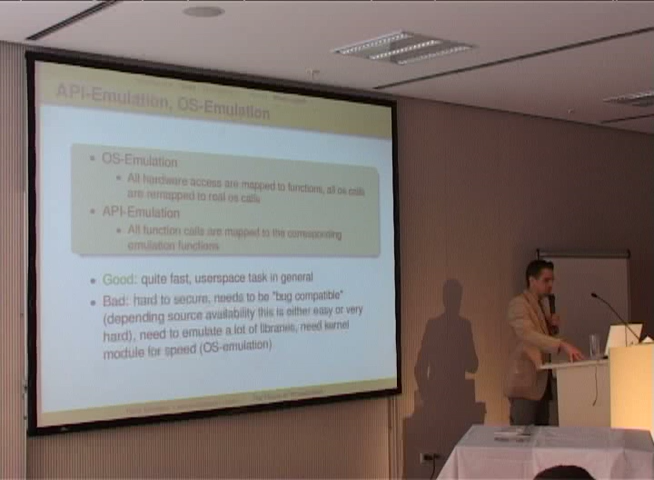 API-Emulation, OS-Emulation
OS-Emulation
All hardware access are mapped to functions, all os calls
are remapped to real os calls
API-Emulation
All function calls are mapped to the corresponding
emulation functions
Good: quite fast, userspace task in general
Bad: hard to secure, needs to be "bug compatible"
(depending source availability this is either easy or very
hard), need to emulate a lot of libraries, need kernel
module for speed (OS-emulation)